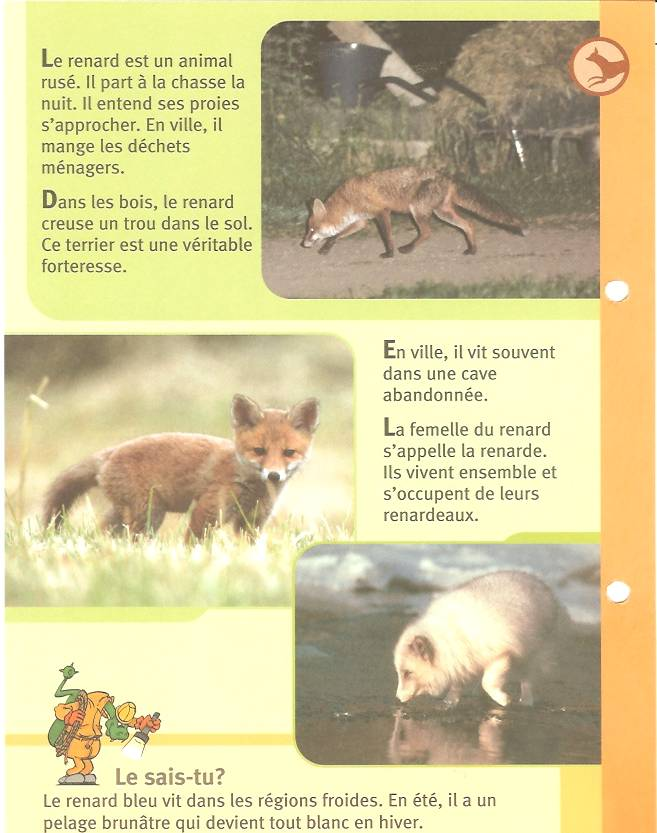 Le renard est un animal
rusé. Il part à la chasse la
nuit. Il entend ses proies
s'approcher. En ville, il
mange les déchets
ménagers.
Dans les bois, le renard
creuse un trou dans le sol.
Ce terrier est une véritable
forteresse.
En ville, il vit souvent
dans une cave
abandonnée.
La femelle du renard
s'appelle la renarde.
Ils vivent ensemble et
s'occupent de leurs
renardeaux.
Le sais-tu?
Le renard bleu vit dans les régions froides. En été, il a un
pelage brunâtre qui devient tout blanc en hiver.